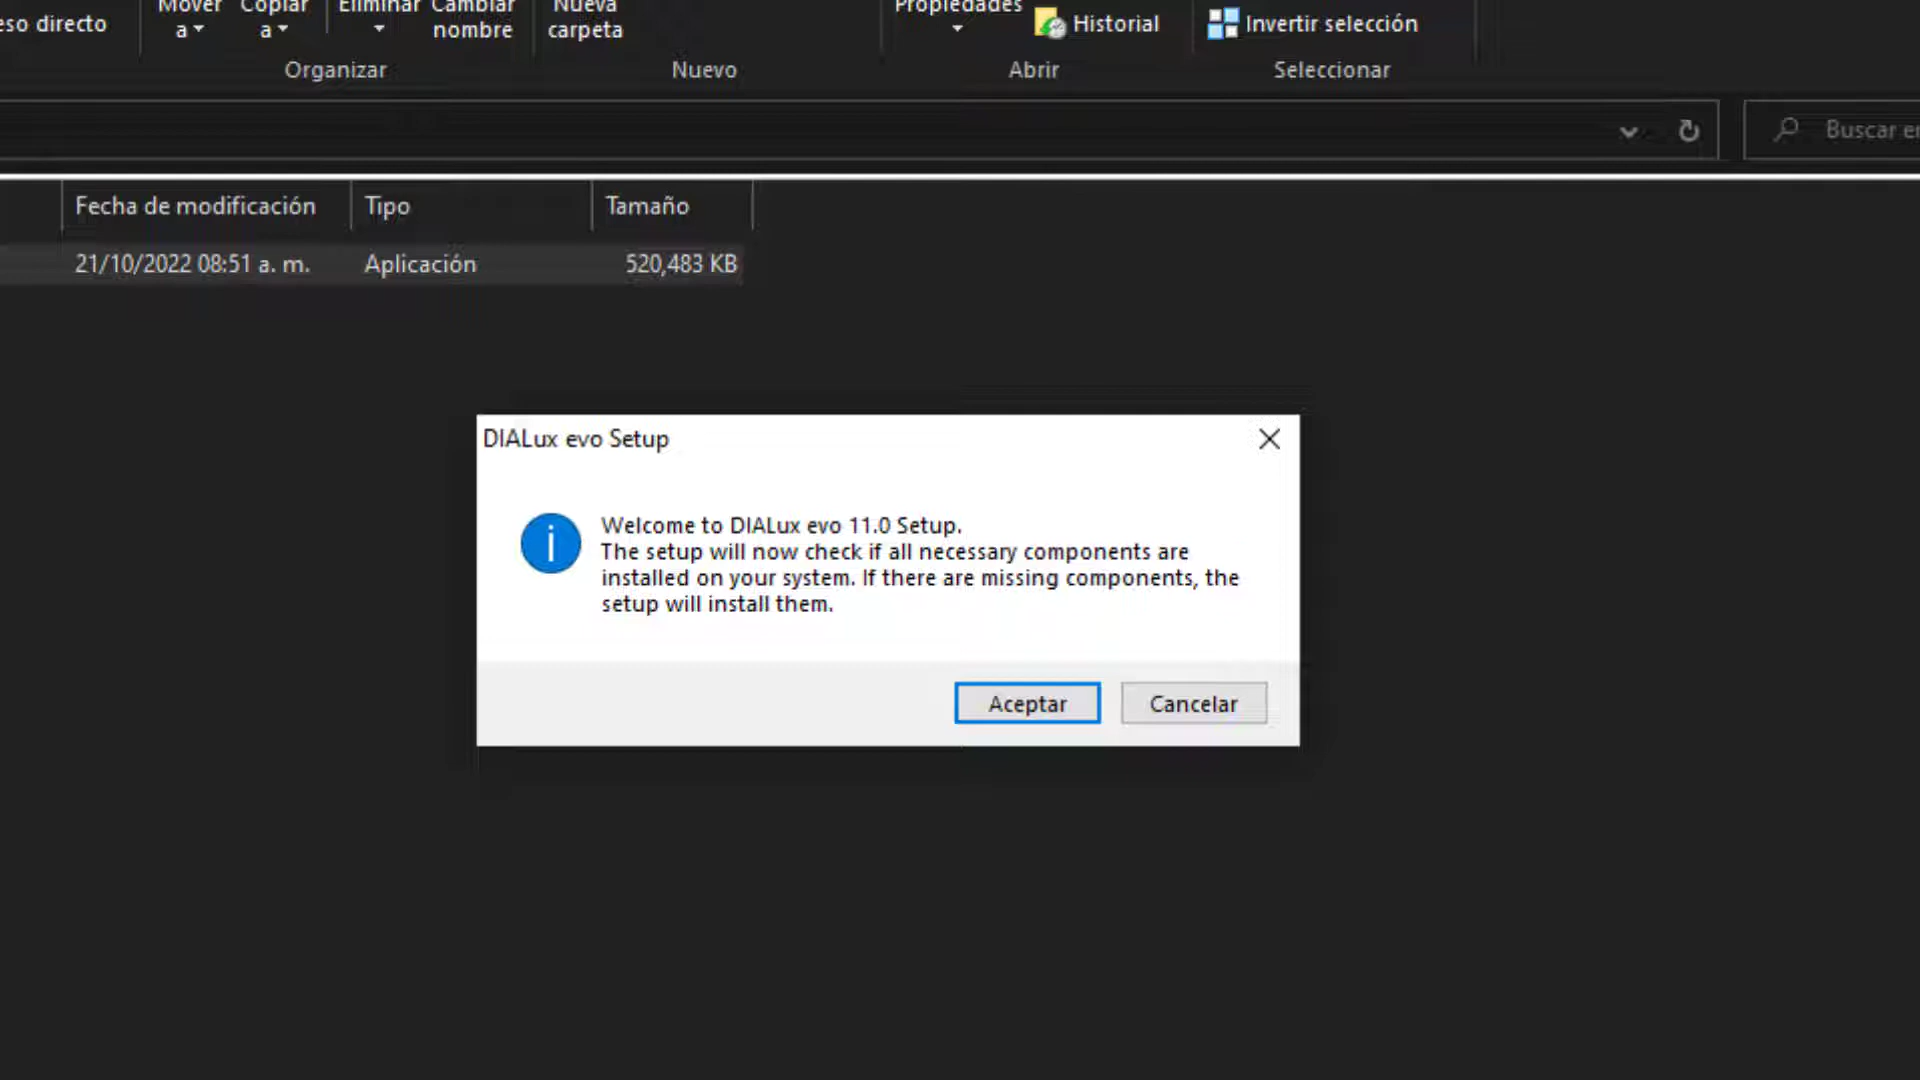 eso directo
Mover
a
Copiar
a
Eliminar
Cambiar
nombre
Organizar
Nueva
carpeta
Nuevo
Propiedades
Historial
Abrir
Invertir selección
Seleccionar
Buscar en
Fecha de modificación
Tipo
Tamaño
21/10/2022 08:51 a. m.
Aplicación
520,483 KB
DIALux evo Setup
Welcome to DIALux evo 11.0 Setup.
The setup will now check if all necessary components are
installed on your system. If there are missing components, the
setup will install them.
Aceptar
Cancelar